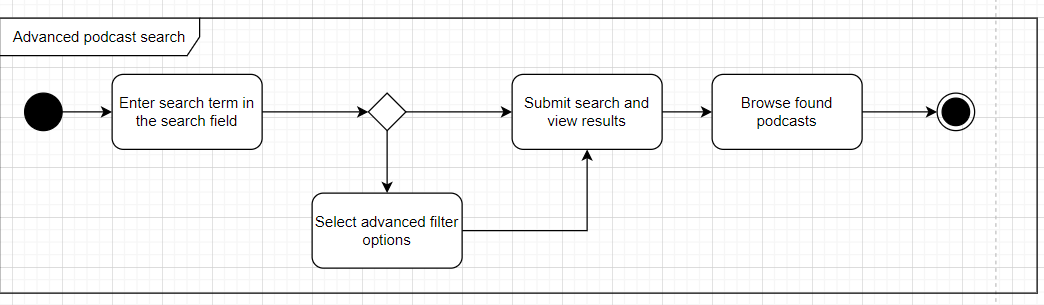 Advanced podcast search
Enter search term in
the search field
Submit search and
view results
Browse found
podcasts
Select advanced filter
options